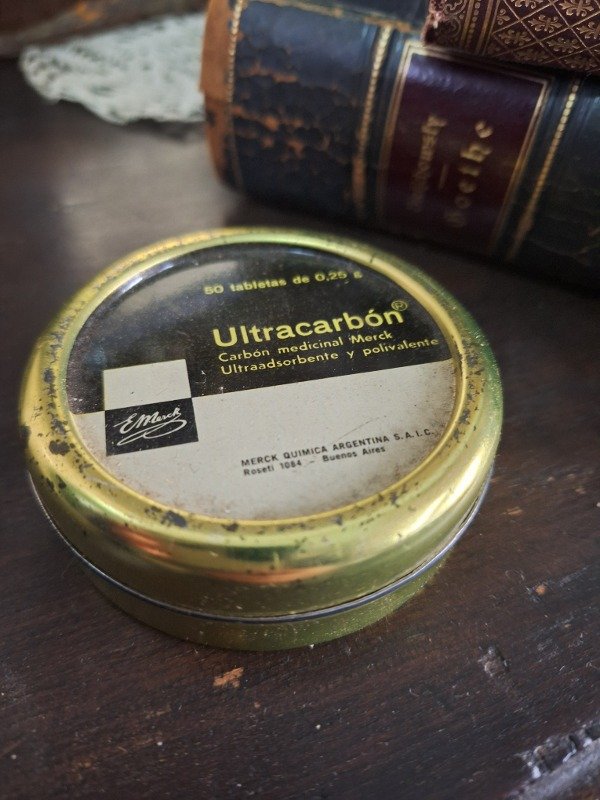 Goethe
50 tabletas de 0,25 g
Ultracarbón®
Carbón medicinal Merck
Ultraadsorbente y polivalente
E. Merck
MERCK QUIMICA ARGENTINA S.A.I.C.
Roseti 1084 - Buenos Aires